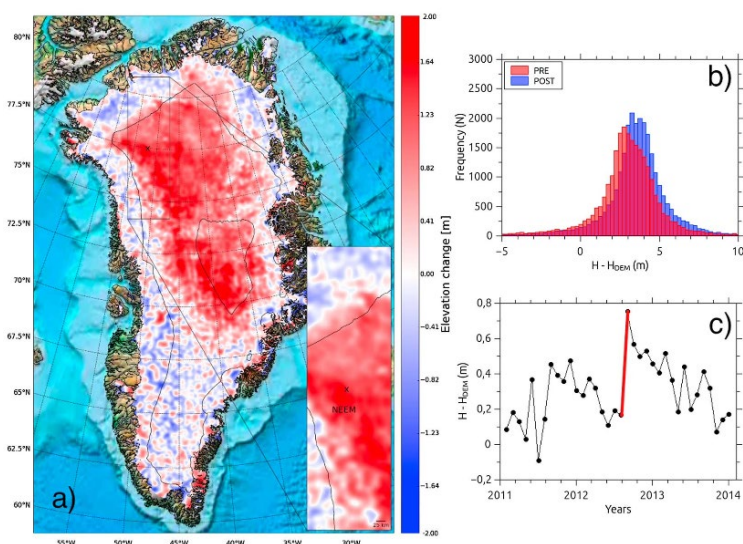 80°N
77.5°N
75°N
72.5°N
70°N
67.5°N
65°N
62.5°N
60°N
55°W
50°W
45°W
40°W
35°W
30°W
a)
NEEM
25 km
2.00
1.64
1.23
0.82
0.41
0.00
−0.41
−0.82
−1.23
−1.64
−2.00
Elevation change [m]
b)
PRE
POST
3000
2500
2000
1500
1000
500
0
Frequency (N)
-5
0
5
10
H - HDEM (m)
c)
0,8
0,6
0,4
0,2
0
-0,2
H - HDEM (m)
2011
2012
2013
2014
Years